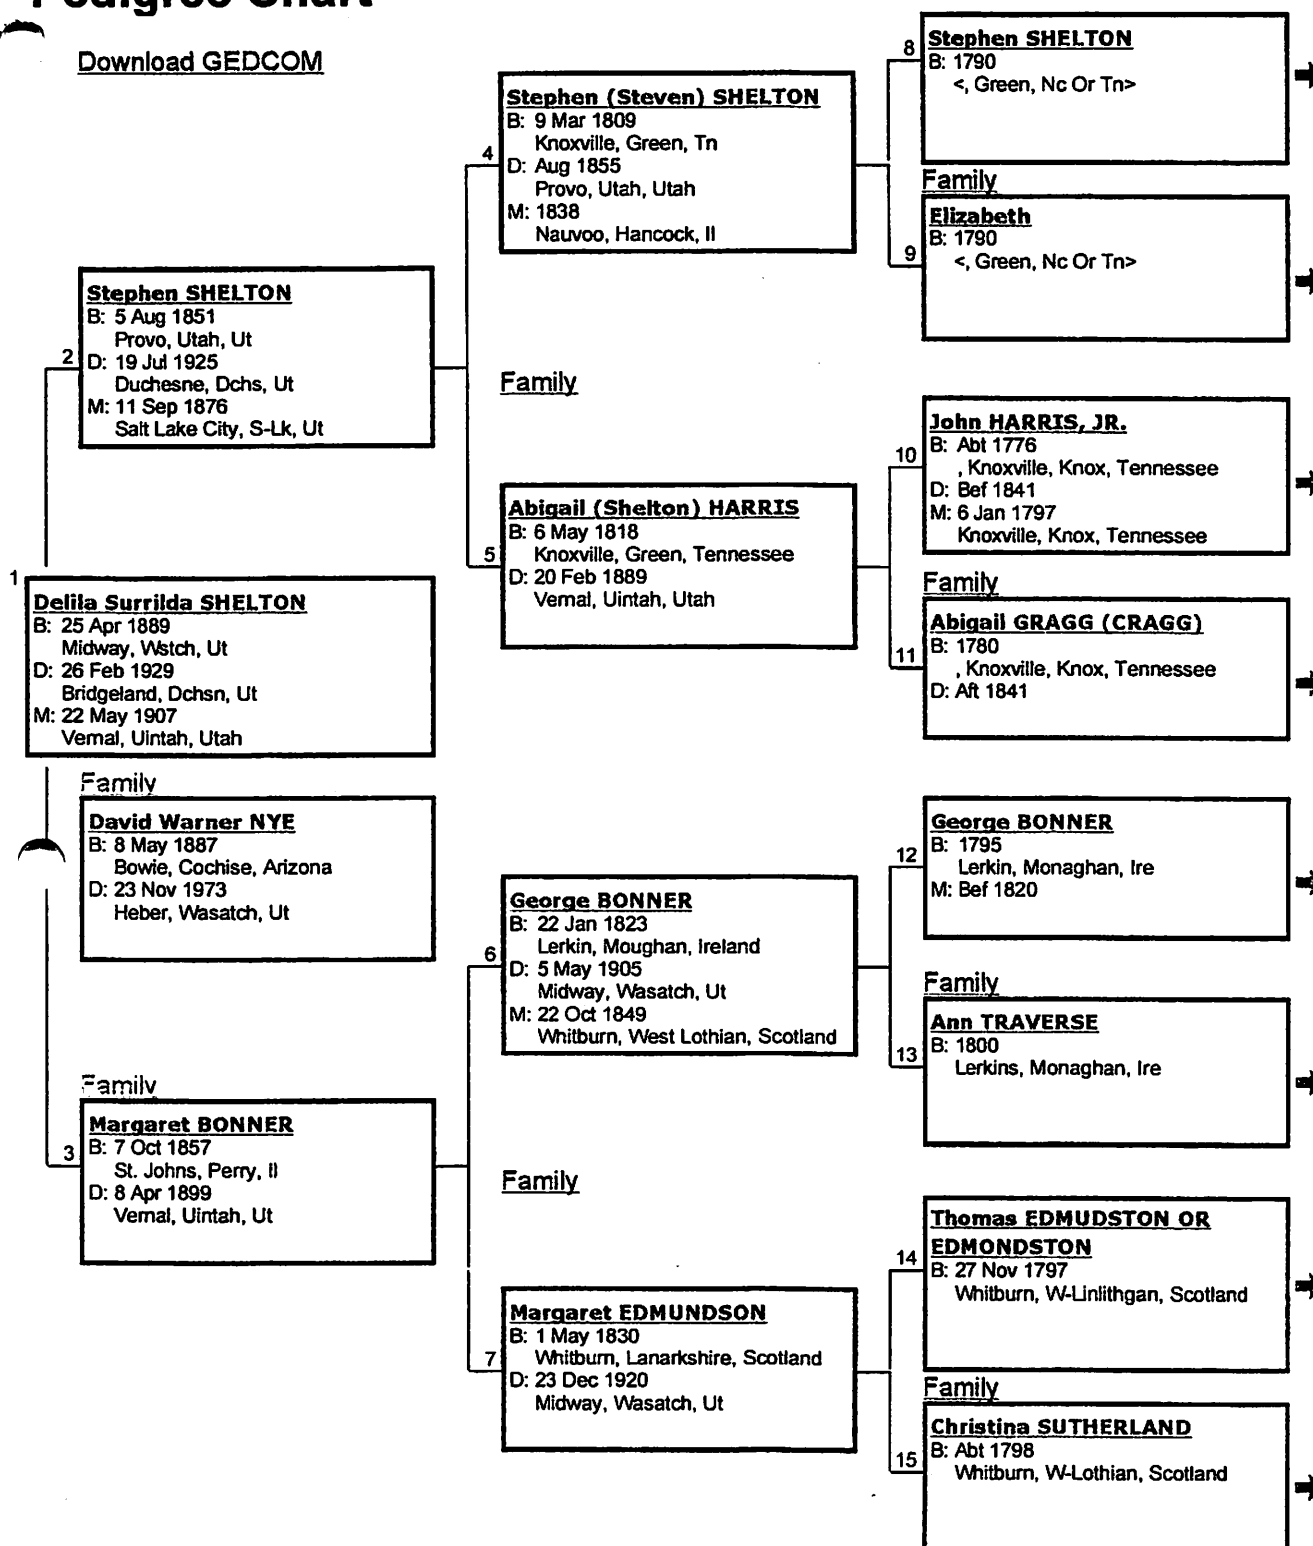 Pedigree Chart
Download GEDCOM
1
Delila Surrilda SHELTON
B: 25 Apr 1889
Midway, Wstch, Ut
D: 26 Feb 1929
Bridgeland, Dchsn, Ut
M: 22 May 1907
Vernal, Uintah, Utah
Family
David Warner NYE
B: 8 May 1887
Bowie, Cochise, Arizona
D: 23 Nov 1973
Heber, Wasatch, Ut
2
Stephen SHELTON
B: 5 Aug 1851
Provo, Utah, Ut
D: 19 Jul 1925
Duchesne, Dchs, Ut
M: 11 Sep 1876
Salt Lake City, S-Lk, Ut
Family
3
Margaret BONNER
B: 7 Oct 1857
St. Johns, Perry, Il
D: 8 Apr 1899
Vernal, Uintah, Ut
4
Stephen (Steven) SHELTON
B: 9 Mar 1809
Knoxville, Green, Tn
D: Aug 1855
Provo, Utah, Utah
M: 1838
Nauvoo, Hancock, Il
Family
5
Abigail (Shelton) HARRIS
B: 6 May 1818
Knoxville, Green, Tennessee
D: 20 Feb 1889
Vernal, Uintah, Utah
6
George BONNER
B: 22 Jan 1823
Lerkin, Moughan, Ireland
D: 5 May 1905
Midway, Wasatch, Ut
M: 22 Oct 1849
Whitburn, West Lothian, Scotland
Family
7
Margaret EDMUNDSON
B: 1 May 1830
Whitburn, Lanarkshire, Scotland
D: 23 Dec 1920
Midway, Wasatch, Ut
8
Stephen SHELTON
B: 1790
<, Green, Nc Or Tn>
Family
9
Elizabeth
B: 1790
<, Green, Nc Or Tn>
10
John HARRIS, JR.
B: Abt 1776
, Knoxville, Knox, Tennessee
D: Bef 1841
M: 6 Jan 1797
Knoxville, Knox, Tennessee
Family
11
Abigail GRAGG (CRAGG)
B: 1780
, Knoxville, Knox, Tennessee
D: Aft 1841
12
George BONNER
B: 1795
Lerkin, Monaghan, Ire
M: Bef 1820
Family
13
Ann TRAVERSE
B: 1800
Lerkins, Monaghan, Ire
14
Thomas EDMUDSTON OR
EDMONDSTON
B: 27 Nov 1797
Whitburn, W-Linlithgan, Scotland
Family
15
Christina SUTHERLAND
B: Abt 1798
Whitburn, W-Lothian, Scotland